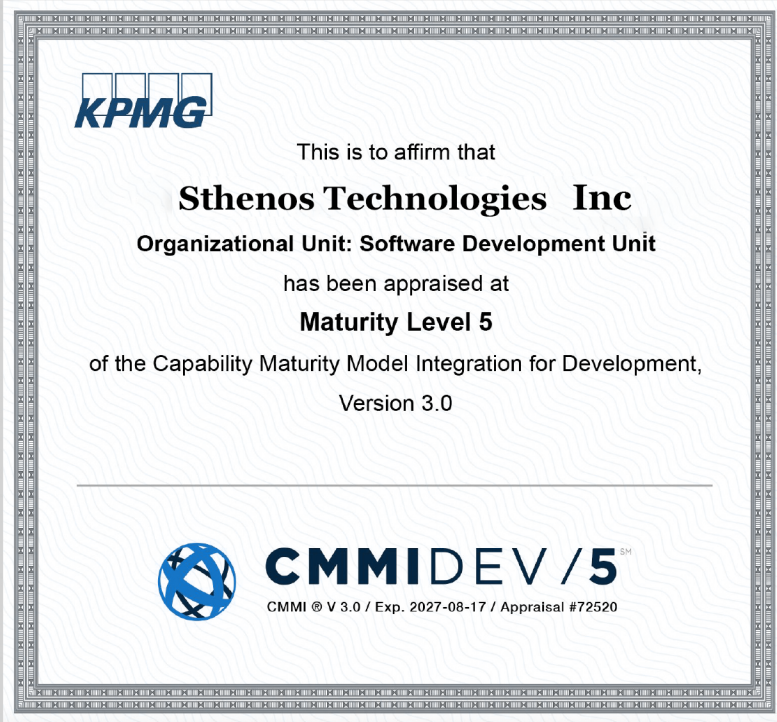 KPMG
This is to affirm that
Sthenos Technologies Inc
Organizational Unit: Software Development Unit
has been appraised at
Maturity Level 5
of the Capability Maturity Model Integration for Development,
Version 3.0
CMMIDEV/5 SM
CMMI ® V 3.0 / Exp. 2027-08-17 / Appraisal #72520